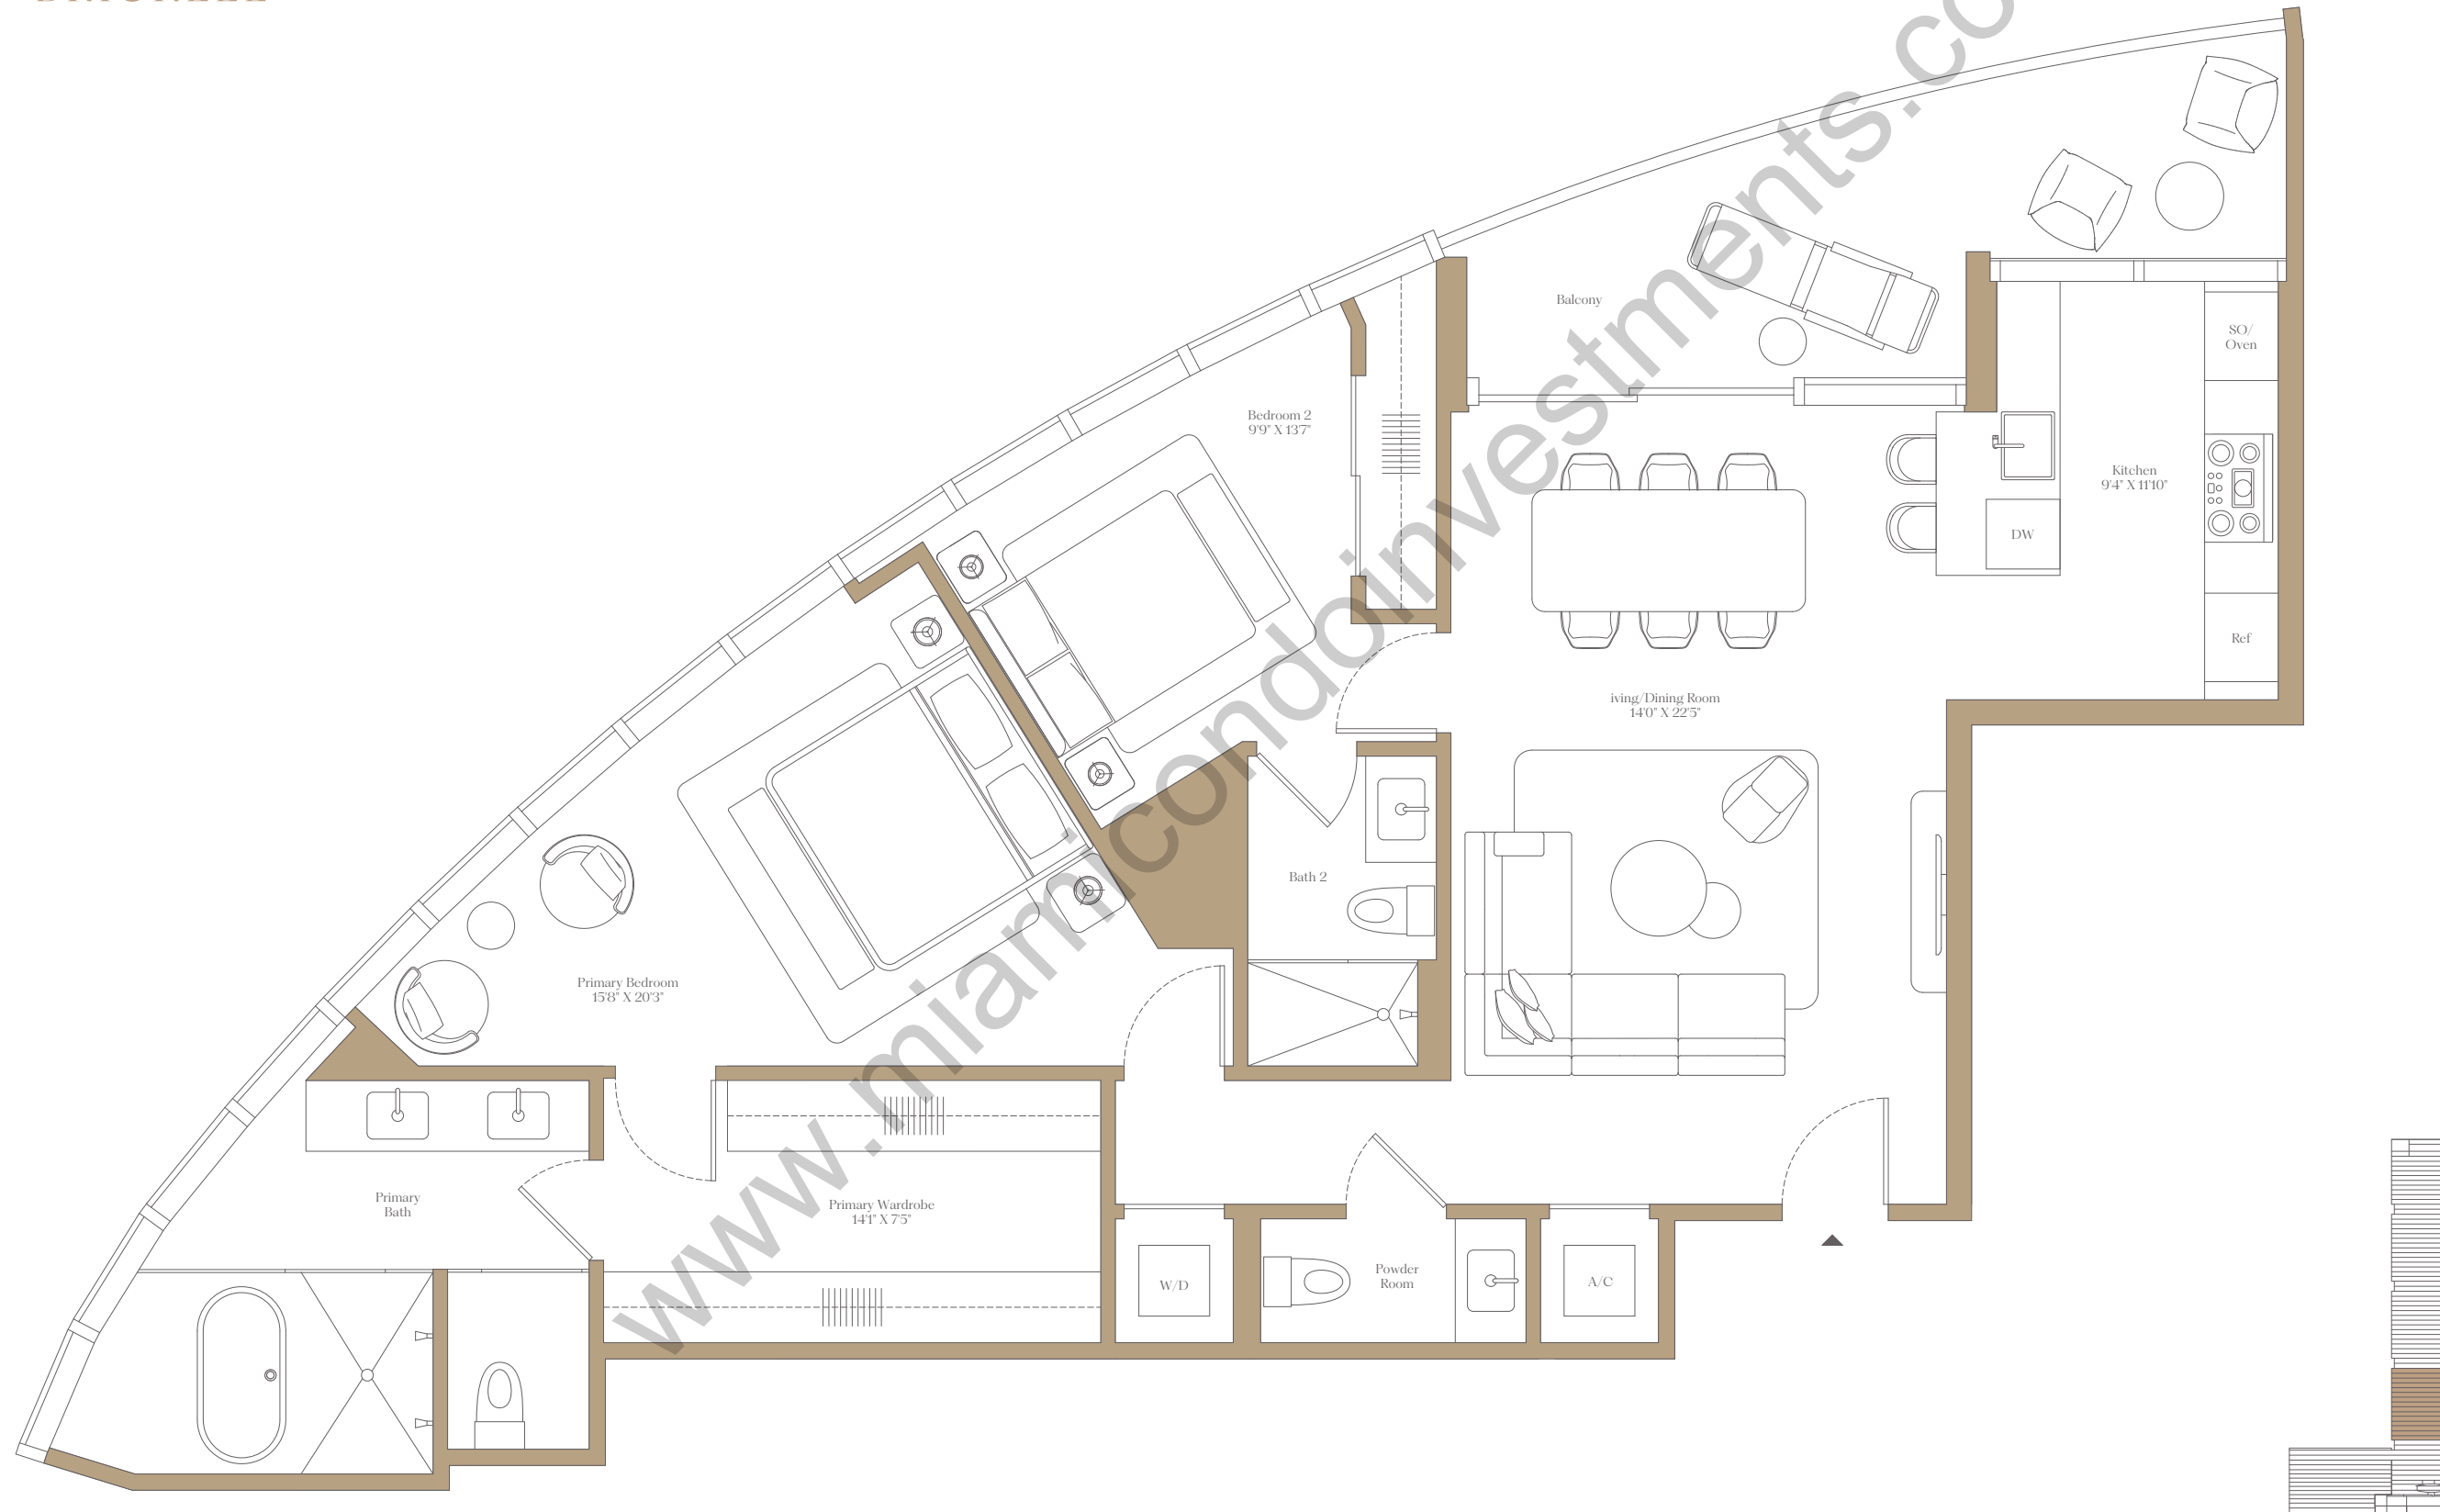 www.miamicondoinvestments.co
Balcony
SO/
Oven
Bedroom 2
9'9" X 13'7"
Kitchen
9'4" X 11'10"
DW
Ref
iving/Dining Room
14'0" X 22'5"
Bath 2
Primary Bedroom
15'8" X 20'3"
Primary
Bath
Primary Wardrobe
14'1" X 7'5"
W/D
Powder
Room
A/C